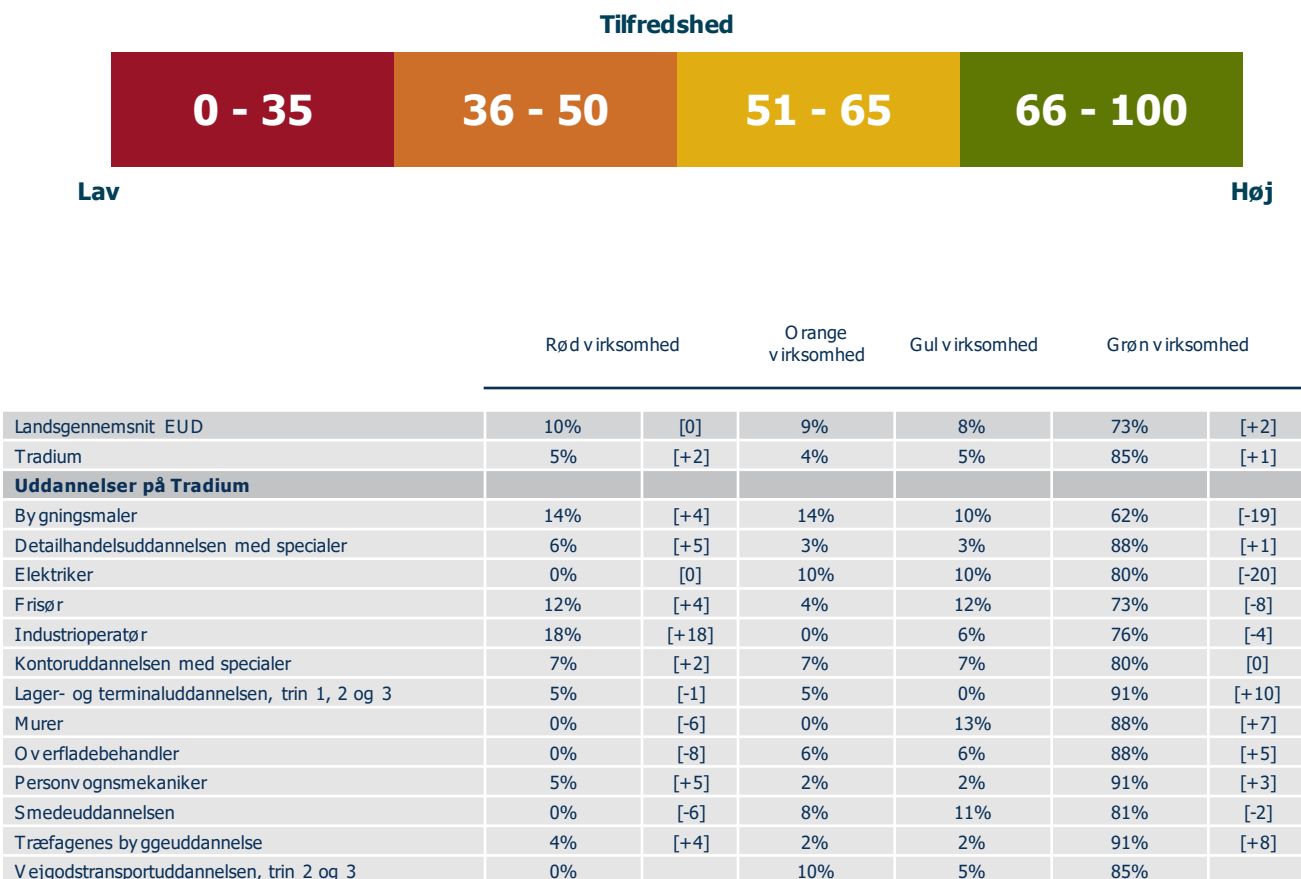 Tilfredshed
0 - 35 36 - 50 51 - 65 66 - 100
Lav Høj
Rød virksomhed Orange virksomhed Gul virksomhed Grøn virksomhed
Landsgennemsnit EUD 10% [0] 9% 8% 73% [+2]
Tradium 5% [+2] 4% 5% 85% [+1]
Uddannelser på Tradium
Bygningsmaler 14% [+4] 14% 10% 62% [-19]
Detailhandelsuddannelsen med specialer 6% [+5] 3% 3% 88% [+1]
Elektriker 0% [0] 10% 10% 80% [-20]
Frisør 12% [+4] 4% 12% 73% [-8]
Industrioperatør 18% [+18] 0% 6% 76% [-4]
Kontoruddannelsen med specialer 7% [+2] 7% 7% 80% [0]
Lager- og terminaluddannelsen, trin 1, 2 og 3 5% [-1] 5% 0% 91% [+10]
Murer 0% [-6] 0% 13% 88% [+7]
Overfladebehandler 0% [-8] 6% 6% 88% [+5]
Personvognsmekaniker 5% [+5] 2% 2% 91% [+3]
Smedeuddannelsen 0% [-6] 8% 11% 81% [-2]
Træfagenes byggeuddannelse 4% [+4] 2% 2% 91% [+8]
Vejgodstransportuddannelsen, trin 2 og 3 0% 10% 5% 85%